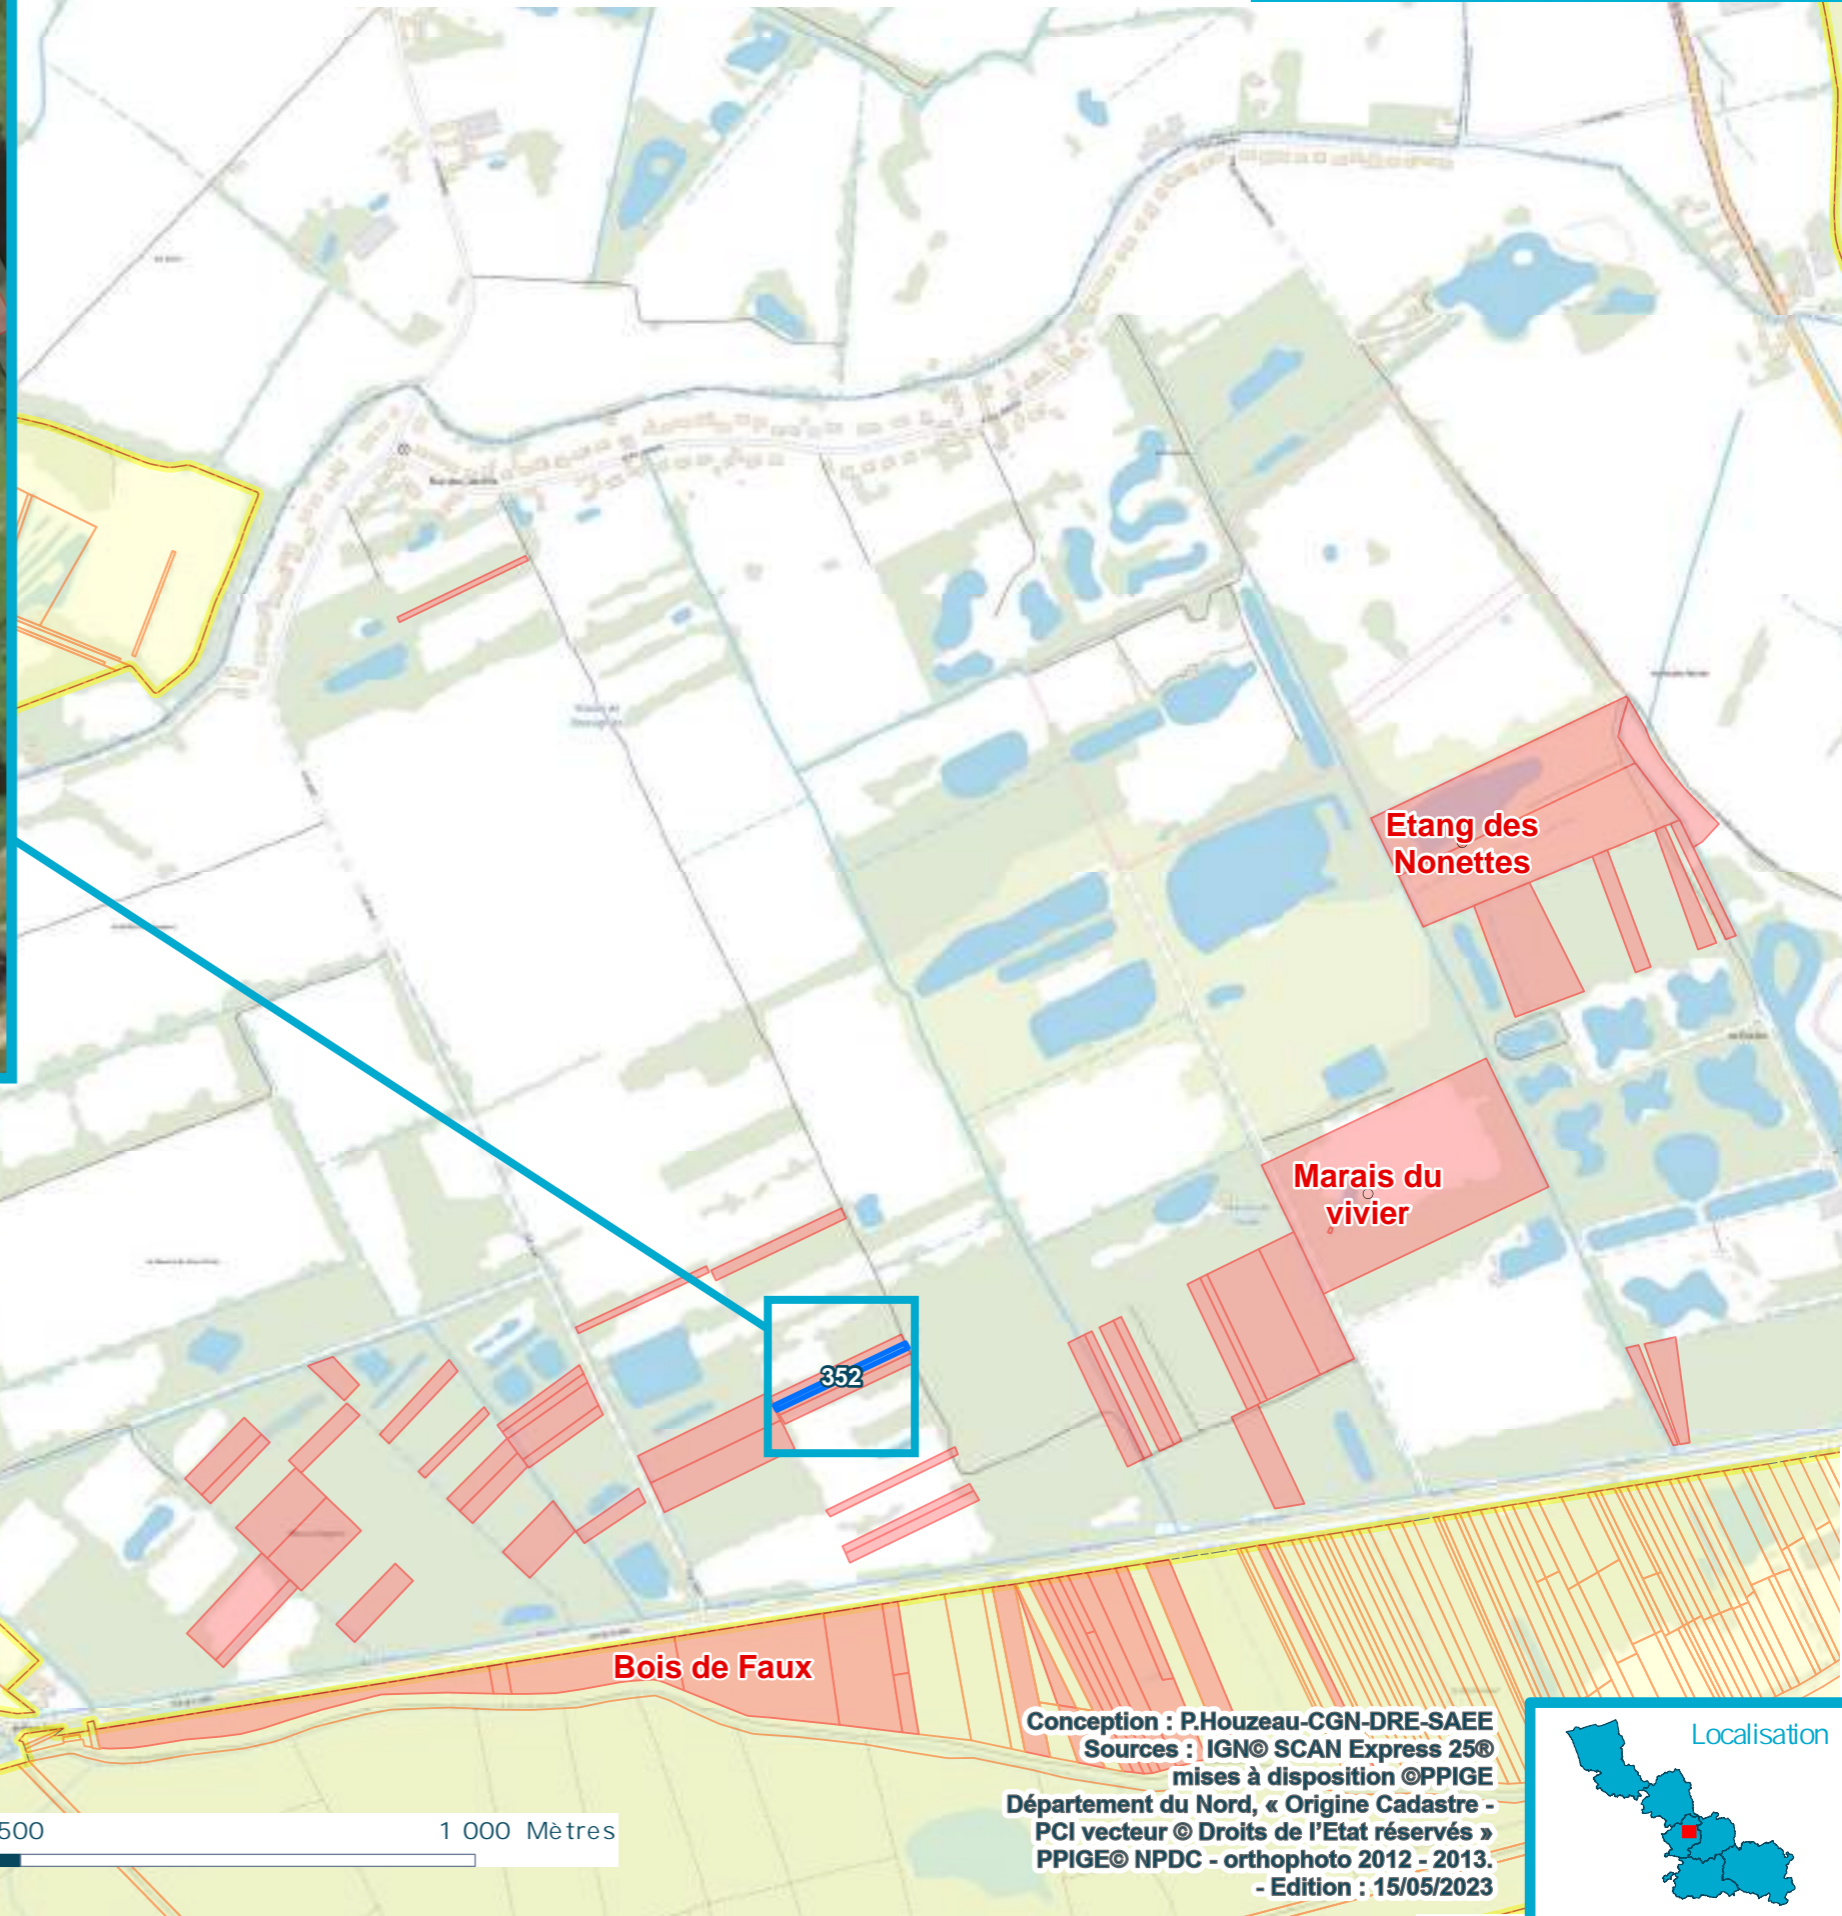 Etang des
Nonettes
Marais du
vivier
352
Bois de Faux
Conception : P.Houzeau-CGN-DRE-SAEE
Sources : IGN© SCAN Express 25®
mises à disposition ©PPIGE
Département du Nord, « Origine Cadastre -
PCI vecteur © Droits de l'Etat réservés »
PPIGE© NPDC - orthophoto 2012 - 2013.
- Edition : 15/05/2023
Localisation
500
1 000 Mètres